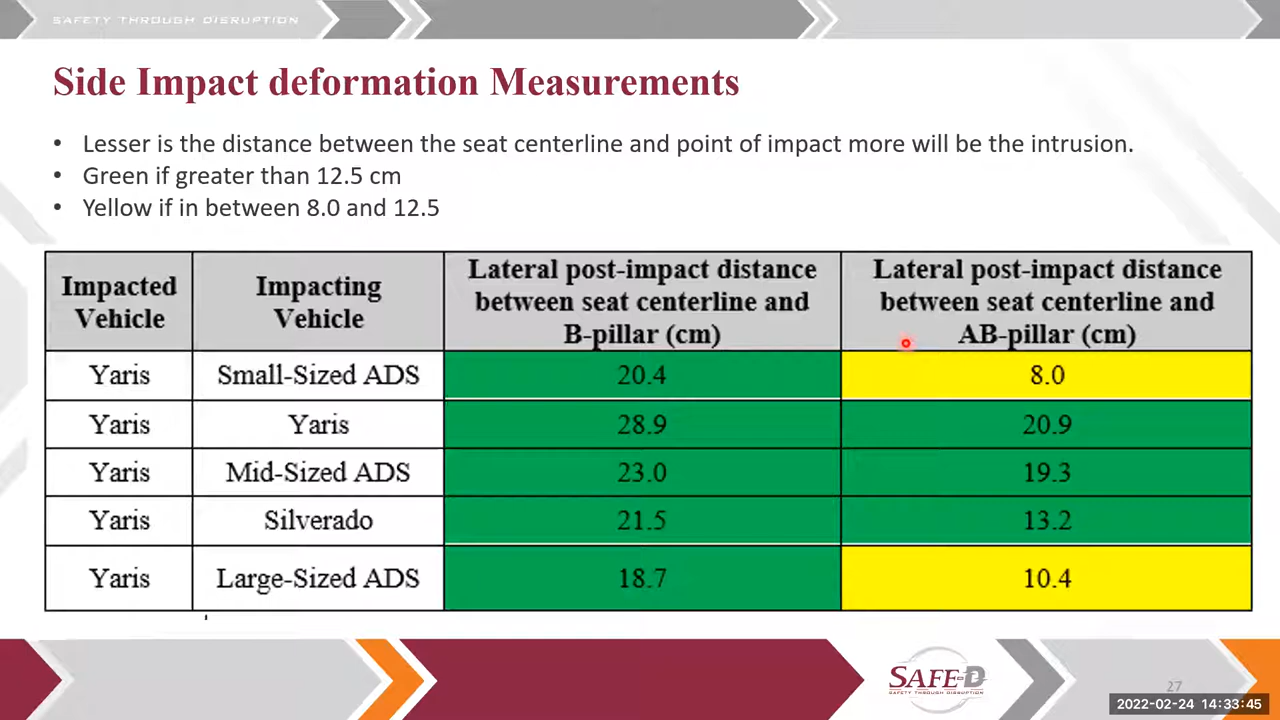 SAFETY THROUGH DISRUPTION
Side Impact deformation Measurements
• Lesser is the distance between the seat centerline and point of impact more will be the intrusion.
• Green if greater than 12.5 cm
• Yellow if in between 8.0 and 12.5
Impacted Vehicle
Impacting Vehicle
Lateral post-impact distance between seat centerline and B-pillar (cm)
Lateral post-impact distance between seat centerline and AB-pillar (cm)
Yaris Small-Sized ADS 20.4 8.0
Yaris Yaris 28.9 20.9
Yaris Mid-Sized ADS 23.0 19.3
Yaris Silverado 21.5 13.2
Yaris Large-Sized ADS 18.7 10.4
SAFE-D
SAFETY THROUGH DISRUPTION
27
2022-02-24 14:33:45